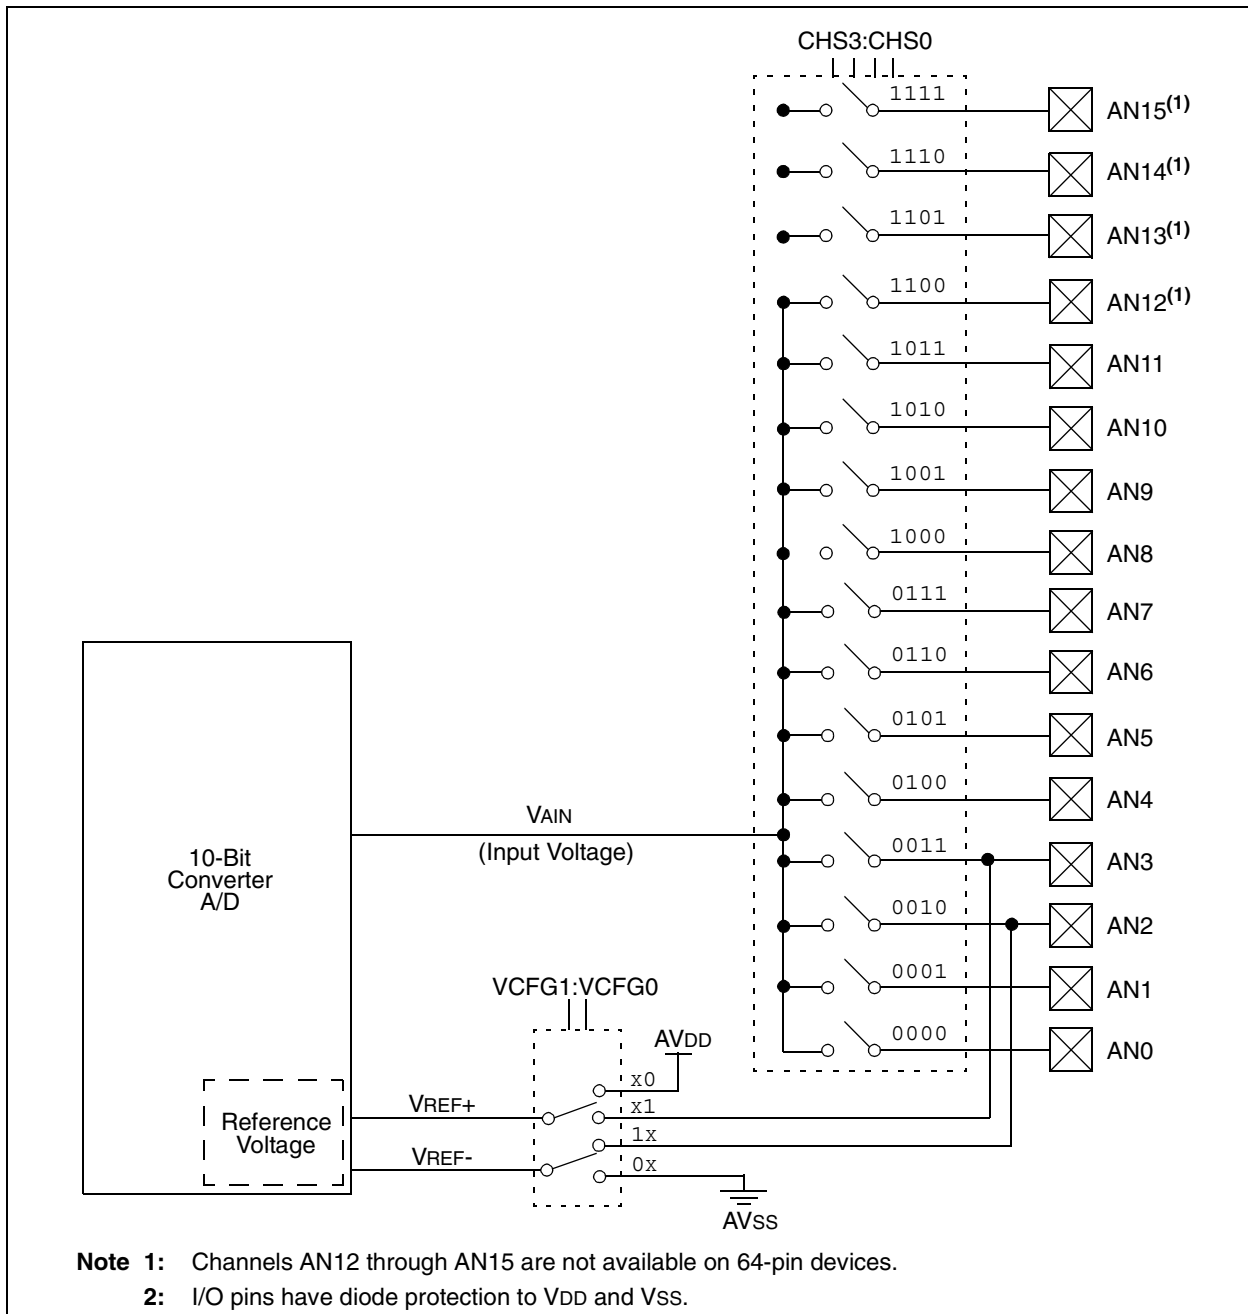 CHS3:CHS0
1111 AN15(1)
1110 AN14(1)
1101 AN13(1)
1100 AN12(1)
1011 AN11
1010 AN10
1001 AN9
1000 AN8
0111 AN7
0110 AN6
0101 AN5
0100 AN4
VAIN
(Input Voltage)
0011 AN3
10-Bit
Converter
A/D
0010 AN2
0001 AN1
VCFG1:VCFG0
0000 AN0
AVDD
x0
VREF+
x1
Reference
Voltage
1x
VREF-
0x
AVSS
Note 1: Channels AN12 through AN15 are not available on 64-pin devices.
2: I/O pins have diode protection to VDD and VSS.